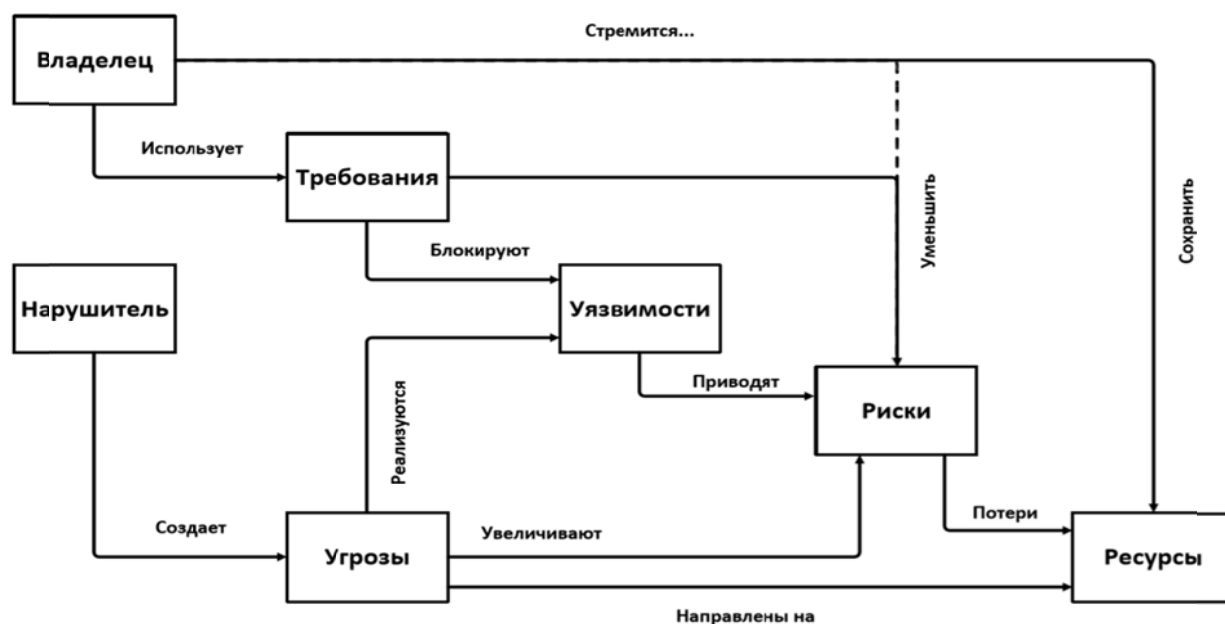 Стремится...
Владелец
Использует
Требования
Блокируют
Уменьшить
Сохранить
Нарушитель
Уязвимости
Приводят
Риски
Реализуются
Создает
Увеличивают
Потери
Угрозы
Ресурсы
Направлены на